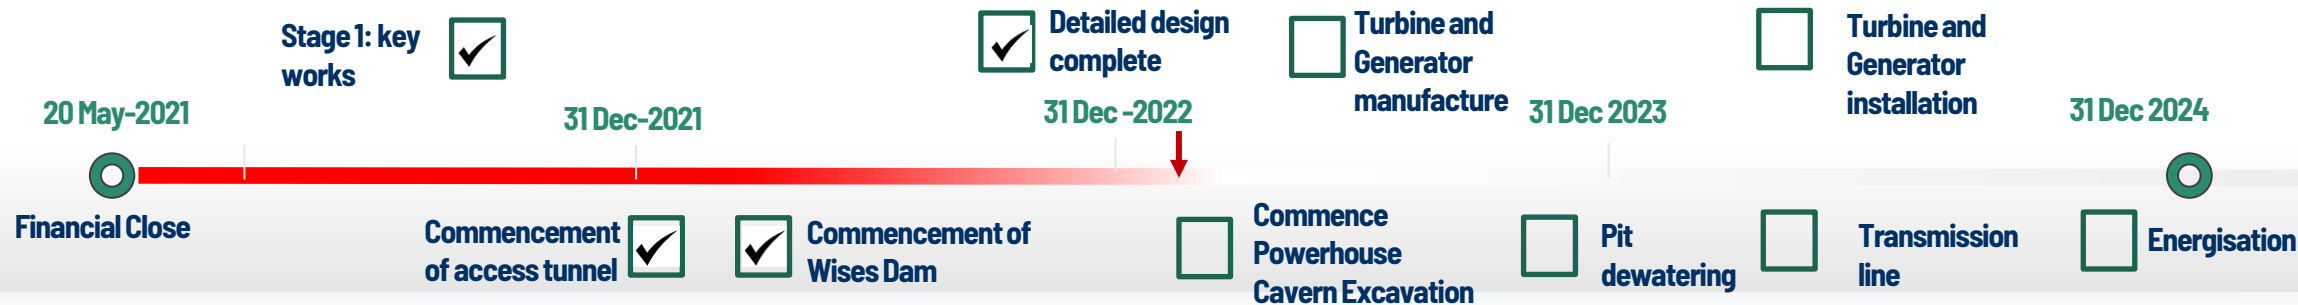 Stage 1: key
works
Detailed design
complete
Turbine and
Generator
manufacture
Turbine and
Generator
installation
20 May-2021
31 Dec-2021
31 Dec -2022
31 Dec 2023
31 Dec 2024
Financial Close
Commencement
of access tunnel
Commencement of
Wises Dam
Commence
Powerhouse
Cavern Excavation
Pit
dewatering
Transmission
line
Energisation